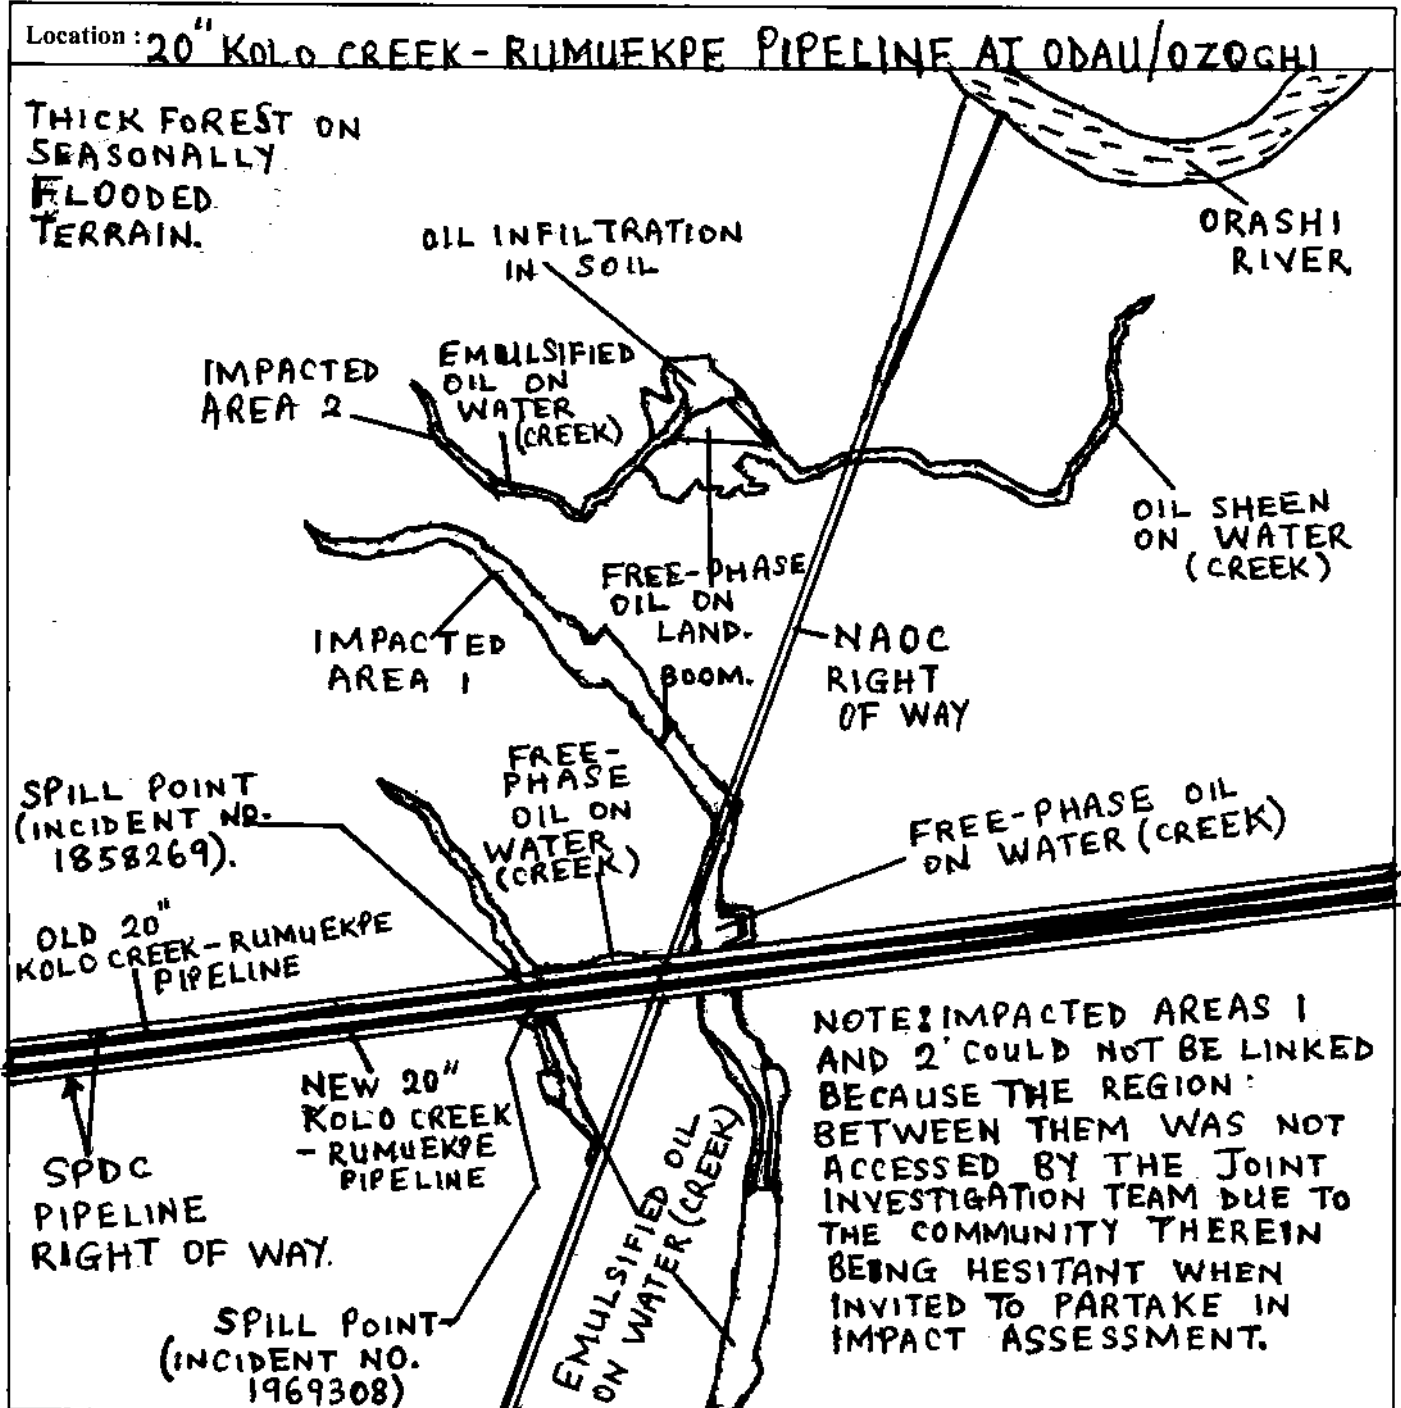 Location : 20" KOLO CREEK - RUMUEKPE PIPELINE AT ODAU/OZOGHI
THICK FOREST ON
SEASONALLY
FLOODED
TERRAIN.
ORASHI
RIVER
OIL INFILTRATION
IN SOIL
IMPACTED
AREA 2
EMULSIFIED
OIL ON
WATER
(CREEK)
OIL SHEEN
ON WATER
(CREEK)
FREE-PHASE
OIL ON
LAND.
IMPACTED
AREA 1
BOOM.
NAOC
RIGHT
OF WAY
SPILL POINT
(INCIDENT NO.
1858269).
FREE-
PHASE
OIL ON
WATER
(CREEK)
FREE-PHASE OIL
ON WATER (CREEK)
OLD 20"
KOLO CREEK - RUMUEKPE
PIPELINE
NEW 20"
KOLO CREEK
- RUMUEKPE
PIPELINE
SPDC
PIPELINE
RIGHT OF WAY.
SPILL POINT
(INCIDENT NO.
1969308)
EMULSIFIED OIL
ON WATER (CREEK)
NOTE: IMPACTED AREAS 1
AND 2 COULD NOT BE LINKED
BECAUSE THE REGION
BETWEEN THEM WAS NOT
ACCESSED BY THE JOINT
INVESTIGATION TEAM DUE TO
THE COMMUNITY THEREIN
BEING HESITANT WHEN
INVITED TO PARTAKE IN
IMPACT ASSESSMENT.